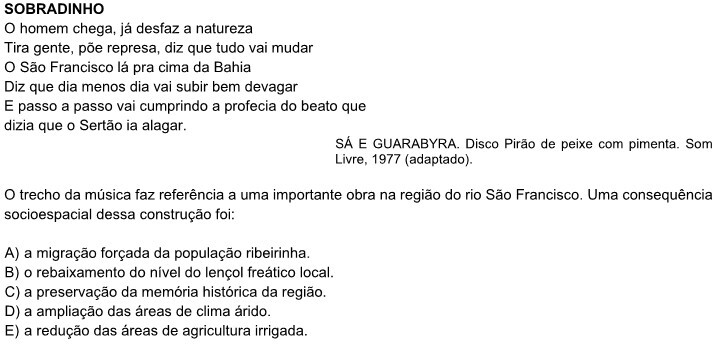 SOBRADINHO
O homem chega, já desfaz a natureza
Tira gente, põe represa, diz que tudo vai mudar
O São Francisco lá pra cima da Bahia
Diz que dia menos dia vai subir bem devagar
E passo a passo vai cumprindo a profecia do beato que
dizia que o Sertão ia alagar.
SÁ E GUARABYRA. Disco Pirão de peixe com pimenta. Som
Livre, 1977 (adaptado).
O trecho da música faz referência a uma importante obra na região do rio São Francisco. Uma consequência
socioespacial dessa construção foi:
A) a migração forçada da população ribeirinha.
B) o rebaixamento do nível do lençol freático local.
C) a preservação da memória histórica da região.
D) a ampliação das áreas de clima árido.
E) a redução das áreas de agricultura irrigada.